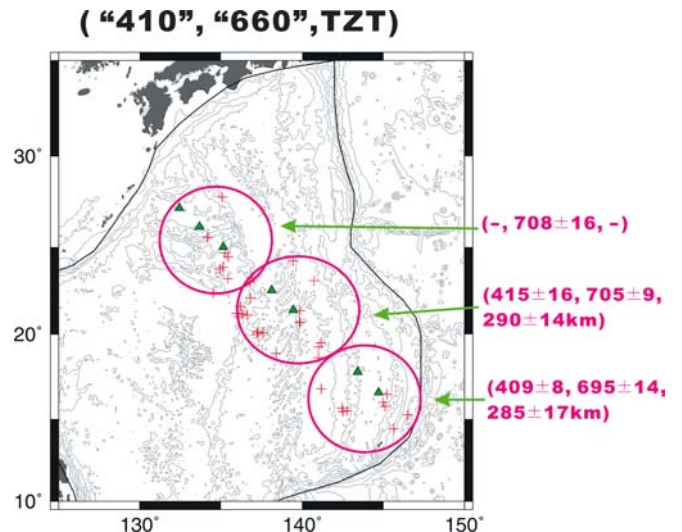 ( “410”, “660”,TZT)
30˚
20˚
10˚
130˚
140˚
150˚
(-, 708±16, -)
(415±16, 705±9,
290±14km)
(409±8, 695±14,
285±17km)